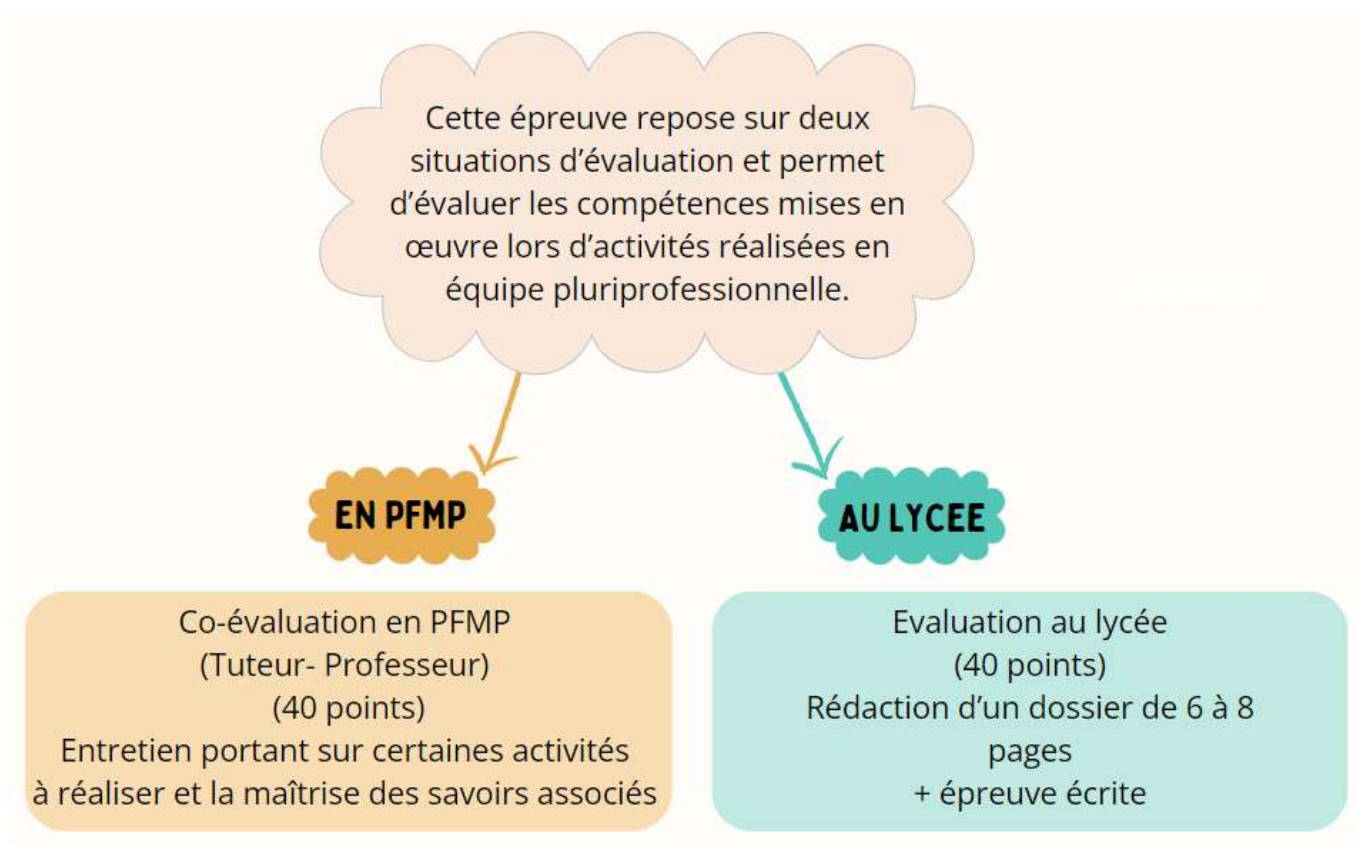 Cette épreuve repose sur deux
situations d'évaluation et permet
d'évaluer les compétences mises en
œuvre lors d'activités réalisées en
équipe pluriprofessionnelle.
EN PFMP
Co-évaluation en PFMP
(Tuteur- Professeur)
(40 points)
Entretien portant sur certaines activités
à réaliser et la maîtrise des savoirs associés
AU LYCEE
Evaluation au lycée
(40 points)
Rédaction d'un dossier de 6 à 8
pages
+ épreuve écrite